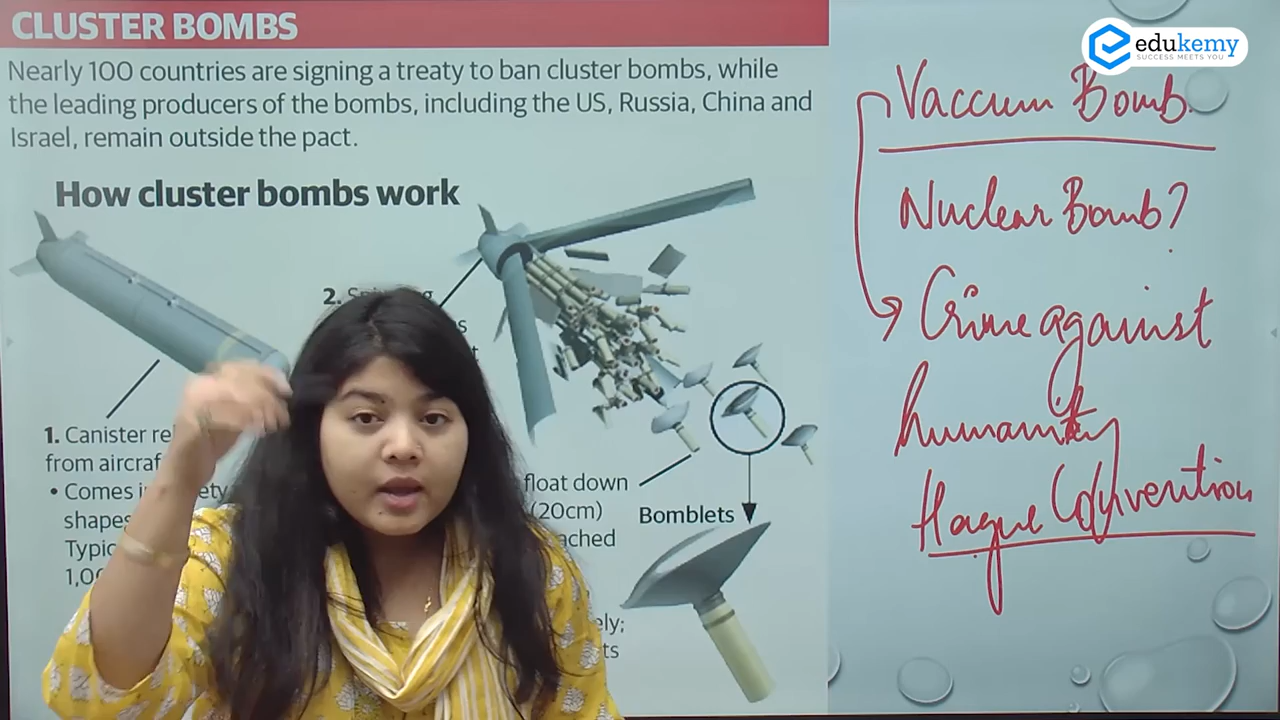 CLUSTER BOMBS
Nearly 100 countries are signing a treaty to ban cluster bombs, while
the leading producers of the bombs, including the US, Russia, China and
Israel, remain outside the pact.
How cluster bombs work
2.
1. Canister
from
• Comes
shapes
float down
(20cm)
Bomblets
edukemy
SUCCESS MEETS YOU
Vaccum Bomb.
Nuclear Bomb?
Crime against
humanity
Hague Convention